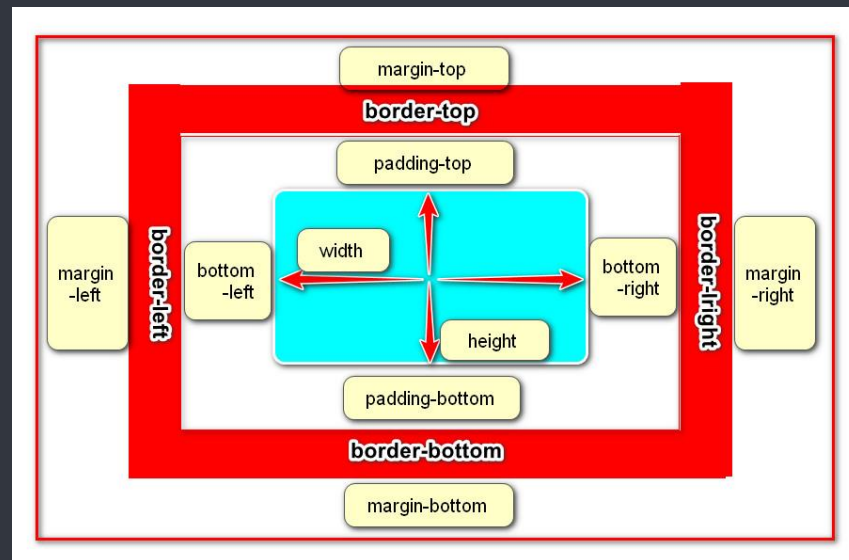 margin-top
border-top
padding-top
margin
-left
border-left
bottom
-left
width
bottom
-right
border-lright
margin
-right
height
padding-bottom
border-bottom
margin-bottom